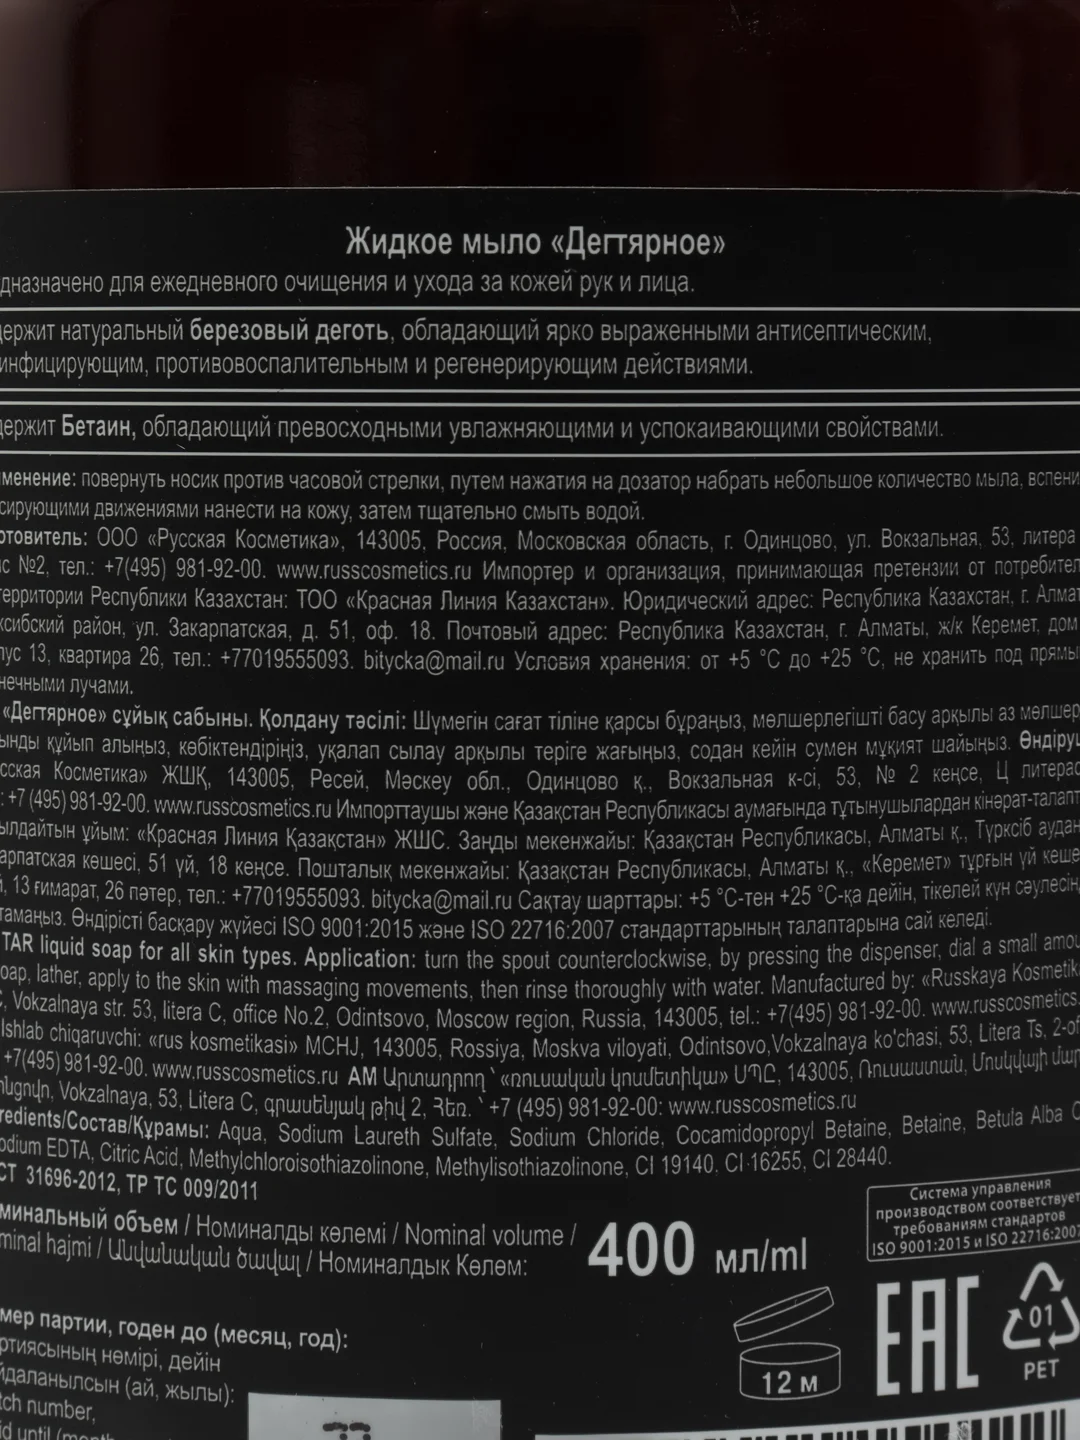 Жидкое мыло «Дегтярное»
дназначено для ежедневного очищения и ухода за кожей рук и лица.
держит натуральный березовый деготь, обладающий ярко выраженными антисептическим,
инфицирующим, противовоспалительным и регенерирующим действиями.
держит Бетаин, обладающий превосходными увлажняющими и успокаивающими свойствами.
именение: повернуть носик против часовой стрелки, путем нажатия на дозатор набрать небольшое количество мыла, вспени
сирующими движениями нанести на кожу, затем тщательно смыть водой.
отовитель: ООО «Русская Косметика», 143005, Россия, Московская область, г. Одинцово, ул. Вокзальная, 53, литера
с №2, тел.: +7(495) 981-92-00. www.russcosmetics.ru Импортер и организация, принимающая претензии от потребител
территории Республики Казахстан: ТОО «Красная Линия Казахстан». Юридический адрес: Республика Казахстан, г. Алмат
ксибский район, ул. Закарпатская, д. 51, оф. 18. Почтовый адрес: Республика Казахстан, г. Алматы, ж/к Керемет, дом
пус 13, квартира 26, тел.: +77019555093. bitycka@mail.ru Условия хранения: от +5 °С до +25 °С, не хранить под прямы
нечными лучами.
«Дегтярное» сұйық сабыны. Қолдану тәсілі: Шүмегін сағат тіліне қарсы бұраңыз, мөлшерлегішті басу арқылы аз мөлшер
ынды құйып алыңыз, көбіктендіріңіз, уқалап сылау арқылы теріге жағыңыз, содан кейін сумен мұқият шайыңыз. Өндіруш
сская Косметика» ЖШҚ, 143005, Ресей, Мәскеу обл., Одинцово қ., Вокзальная к-сі, 53, № 2 кеңсе, Ц литерас
: +7 (495) 981-92-00. www.russcosmetics.ru Импорттаушы және Қазақстан Республикасы аумағында тұтынушылардан кінәрат-талапт
ылдайтын ұйым: «Красная Линия Қазақстан» ЖШС. Заңды мекенжайы: Қазақстан Республикасы, Алматы қ., Түрксіб аудан
арпатская көшесі, 51 үй, 18 кеңсе. Пошталық мекенжайы: Қазақстан Республикасы, Алматы қ., «Керемет» тұрғын үй кеше
й, 13 ғимарат, 26 пәтер, тел.: +77019555093. bitycka@mail.ru Сақтау шарттары: +5 °С-тен +25 °С-қа дейін, тікелей күн сәулесін
тамаңыз. Өндірісті басқару жүйесі ISO 9001:2015 және ISO 22716:2007 стандарттарының талаптарына сай келеді.
TAR liquid soap for all skin types. Application: turn the spout counterclockwise, by pressing the dispenser, dial a small amou
oap, lather, apply to the skin with massaging movements, then rinse thoroughly with water. Manufactured by: «Russkaya Kosmetik
C, Vokzalnaya str. 53, litera C, office No.2, Odintsovo, Moscow region, Russia, 143005, tel.: +7(495) 981-92-00. www.russcosmetics.
Ishlab chiqaruvchi: «rus kosmetikasi» MCHJ, 143005, Rossiya, Moskva viloyati, Odintsovo,Vokzalnaya ko'chasi, 53, Litera Ts, 2-of
+7(495) 981-92-00. www.russcosmetics.ru AM Արտադրող՝ «ռուսական կոսմետիկա» ՍՊԸ, 143005, Ռուսաստան, Մոսկվայի մար
Vokzalnaya, 53, Litera C, գրասենյակ թիվ 2, Հեռ.՝ +7 (495) 981-92-00: www.russcosmetics.ru
redients/Состав/Құрамы: Aqua, Sodium Laureth Sulfate, Sodium Chloride, Cocamidopropyl Betaine, Betaine, Betula Alba
odium EDTA, Citric Acid, Methylchloroisothiazolinone, Methylisothiazolinone, CI 19140. CI 16255, CI 28440.
СТ 31696-2012, ТР ТС 009/2011
минальный объем / Номиналды көлемі / Nominal volume /
minal hajmi / Անվանական ծավալ / Номиналдык Көлөм:
400 мл/ml
Система управления
производством соответствует
требованиям стандартов
ISO 9001:2015 и ISO 22716:2007
EAC
01
PET
12 м
мер партии, годен до (месяц, год):
ртиясының нөмірі, дейін
йдаланылсын (ай, жылы):
tch number,
id until (month